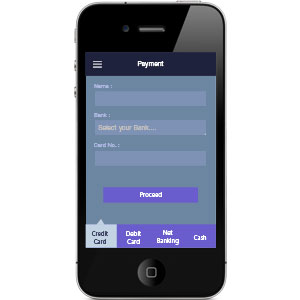 Payment
Name :
Bank :
Select your Bank....
Card No. :
Proceed
Credit Card
Debit Card
Net Banking
Cash